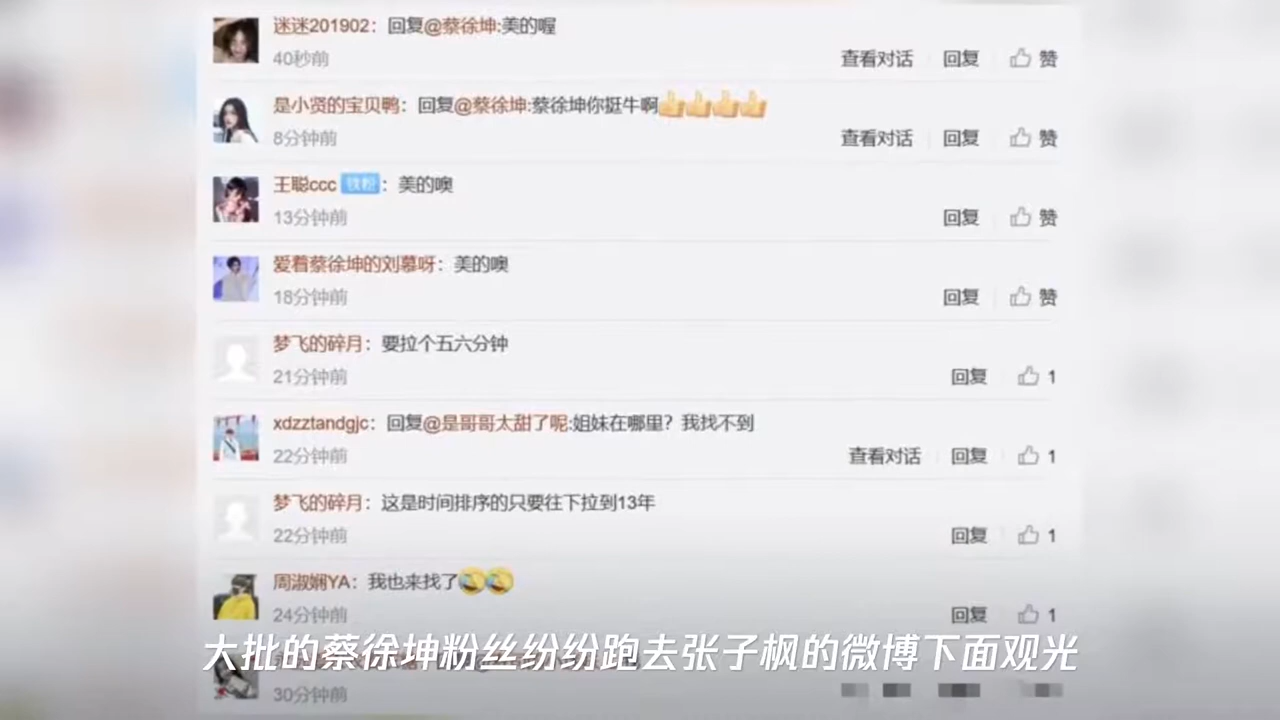 迷迷201902：回复@蔡徐坤:美的喔
40秒前 查看对话 回复 赞
是小贤的宝贝鸭：回复@蔡徐坤:蔡徐坤你挺牛啊👍👍👍👍
8分钟前 查看对话 回复 赞
王聪ccc 铁粉：美的噢
13分钟前 回复 赞
爱着蔡徐坤的刘慕呀：美的噢
18分钟前 回复 赞
梦飞的碎月：要拉个五六分钟
21分钟前 回复 1
xdzztandgjc：回复@是哥哥太甜了呢:姐妹在哪里？我找不到
22分钟前 查看对话 回复 1
梦飞的碎月：这是时间排序的只要往下拉到13年
22分钟前 回复 1
周淑娴YA：我也来找了🤣🤣
24分钟前 回复 1
大批的蔡徐坤粉丝纷纷跑去张子枫的微博下面观光
30分钟前